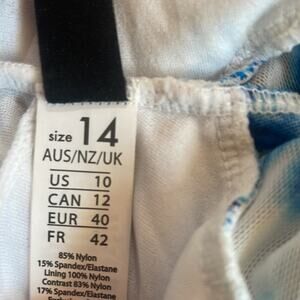 size 14
AUS/NZ/UK
US 10
CAN 12
EUR 40
FR 42
85% Nylon
15% Spandex/Elastane
Lining 100% Nylon
Contrast 83% Nylon
17% Spandex/Elastane